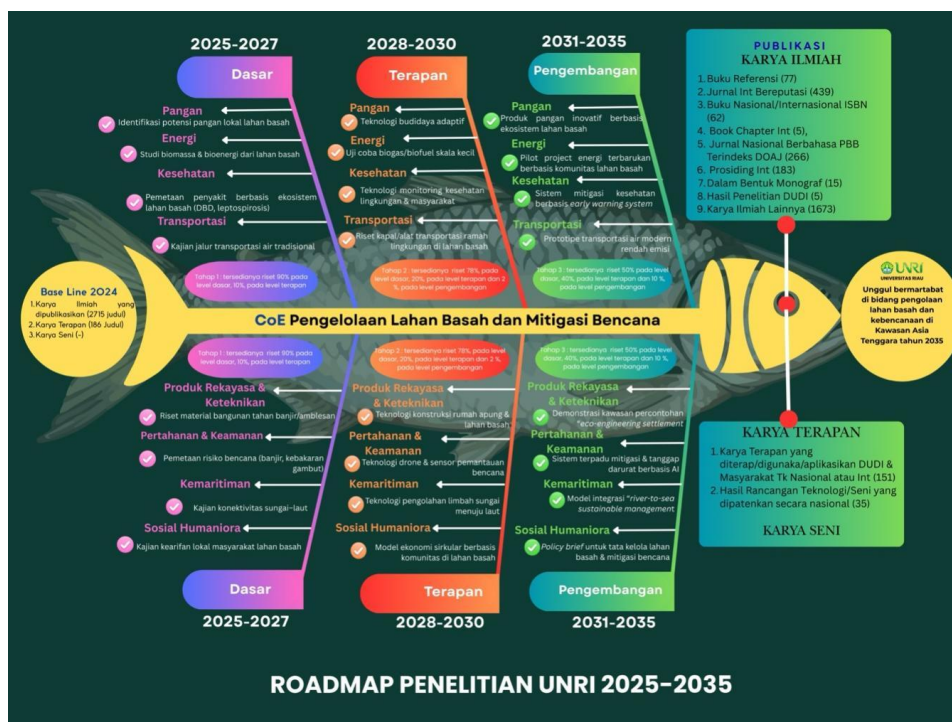 2025-2027
Dasar
Pangan
Identifikasi potensi pangan lokal lahan basah
Energi
Studi biomassa & bioenergi dari lahan basah
Kesehatan
Pemetaan penyakit berbasis ekosistem
lahan basah (DBD, leptospirosis)
Transportasi
Kajian jalur transportasi air tradisional
Tahap 1 : tersedianya riset 90% pada level
dasar, 10%, pada level terapan
2028-2030
Terapan
Pangan
Teknologi budidaya adaptif
Energi
Uji coba biogas/biofuel skala kecil
Kesehatan
Teknologi monitoring kesehatan
lingkungan & masyarakat
Transportasi
Riset kapal/alat transportasi ramah
lingkungan di lahan basah
Tahap 2 : tersedianya riset 78% pada level
dasar, 20%, pada level terapan dan 2
%, pada level pengembangan
2031-2035
Pengembangan
Pangan
Produk pangan inovatif berbasis
ekosistem lahan basah
Energi
Pilot project energi terbarukan
berbasis komunitas lahan basah
Kesehatan
Sistem mitigasi kesehatan
berbasis early warning system
Transportasi
Prototipe transportasi air modern
rendah emisi
Tahap 3 : tersedianya riset 50% pada level
dasar, 40%, pada level terapan dan 10 %,
pada level pengembangan
PUBLIKASI
KARYA ILMIAH
1. Buku Referensi (77)
2. Jurnal Int Bereputasi (439)
3. Buku Nasional/Internasional ISBN
(62)
4. Book Chapter Int (5),
5. Jurnal Nasional Berbahasa PBB
Terindeks DOAJ (266)
6. Prosiding Int (183)
7. Dalam Bentuk Monograf (15)
8. Hasil Penelitian DUDI (5)
9. Karya Ilmiah Lainnya (1673)
Base Line 2024
1. Karya Ilmiah yang
dipublikasikan (2715 judul)
2. Karya Terapan (186 Judul)
3. Karya Seni (-)
CoE Pengelolaan Lahan Basah dan Mitigasi Bencana
UNRI
UNIVERSITAS RIAU
Unggul bermartabat
di bidang pengolaan
lahan basah dan
kebencanaan di
Kawasan Asia
Tenggara tahun 2035
Tahap 1 : tersedianya riset 90% pada level
dasar, 10%, pada level terapan
Produk Rekayasa &
Keteknikan
Riset material bangunan tahan banjir/amblesan
Pertahanan & Keamanan
Pemetaan risiko bencana (banjir, kebakaran
gambut)
Kemaritiman
Kajian konektivitas sungai–laut
Sosial Humaniora
Kajian kearifan lokal masyarakat lahan basah
Dasar
2025-2027
Tahap 2 : tersedianya riset 78% pada level
dasar, 20%, pada level terapan dan 2 %,
pada level pengembangan
Produk Rekayasa &
Keteknikan
Teknologi konstruksi rumah apung &
lahan basah
Pertahanan &
Keamanan
Teknologi drone & sensor pemantauan
bencana
Kemaritiman
Teknologi pengolahan limbah sungai
menuju laut
Sosial Humaniora
Model ekonomi sirkular berbasis
komunitas di lahan basah
Terapan
2028-2030
Tahap 3 : tersedianya riset 50% pada level
dasar, 40%, pada level terapan dan 10 %,
pada level pengembangan
Produk Rekayasa &
Keteknikan
Demonstrasi kawasan percontohan
"eco-engineering settlement
Pertahanan &
Keamanan
Sistem terpadu mitigasi & tanggap
darurat berbasis AI
Kemaritiman
Model integrasi "river-to-sea
sustainable management
Sosial Humaniora
Policy brief untuk tata kelola lahan
basah & mitigasi bencana
Pengembangan
2031-2035
KARYA TERAPAN
1. Karya Terapan yang
diterap/digunaka/aplikasikan DUDI &
Masyarakat Tk Nasional atau Int (151)
2. Hasil Rancangan Teknologi/Seni yang
dipatenkan secara nasional (35)
KARYA SENI
ROADMAP PENELITIAN UNRI 2025-2035